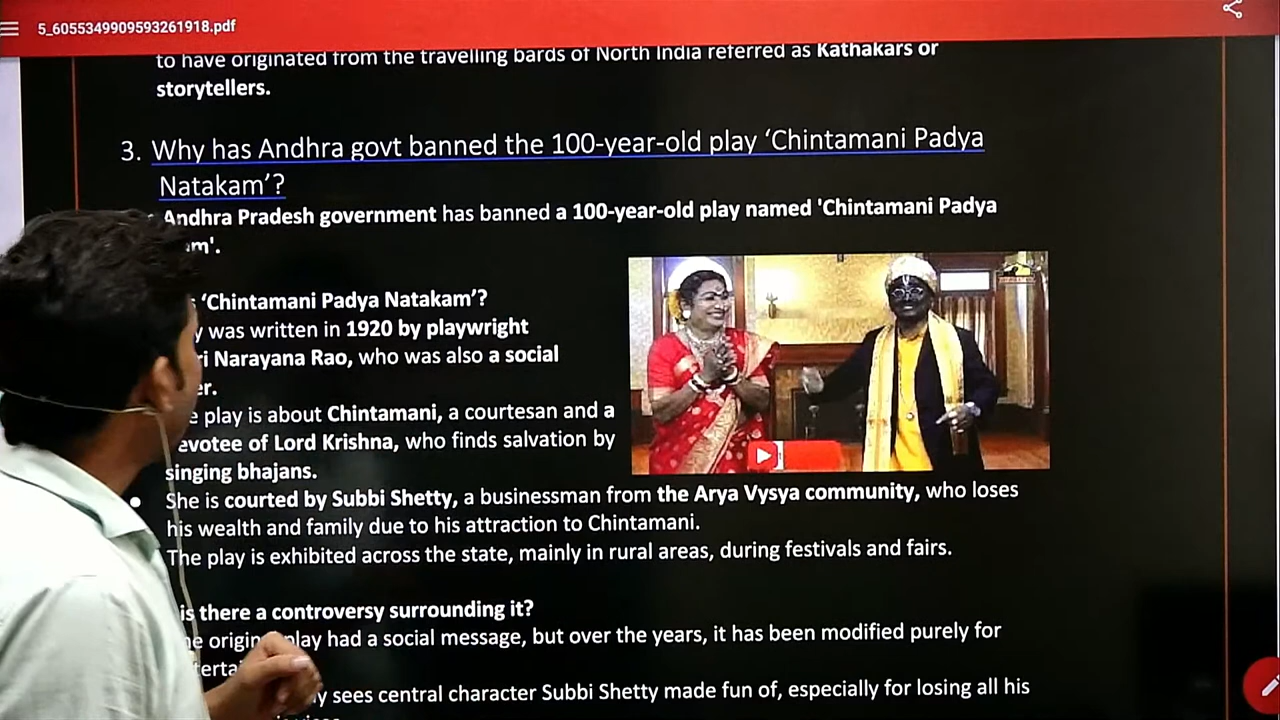 5_6055349909593261918.pdf
to have originated from the travelling bards of North India referred as Kathakars or
storytellers.
3. Why has Andhra govt banned the 100-year-old play ‘Chintamani Padya
Natakam’?
Andhra Pradesh government has banned a 100-year-old play named 'Chintamani Padya
‘Chintamani Padya Natakam’?
was written in 1920 by playwright
Narayana Rao, who was also a social
play is about Chintamani, a courtesan and a
evotee of Lord Krishna, who finds salvation by
singing bhajans.
• She is courted by Subbi Shetty, a businessman from the Arya Vysya community, who loses
his wealth and family due to his attraction to Chintamani.
The play is exhibited across the state, mainly in rural areas, during festivals and fairs.
is there a controversy surrounding it?
play had a social message, but over the years, it has been modified purely for
sees central character Subbi Shetty made fun of, especially for losing all his